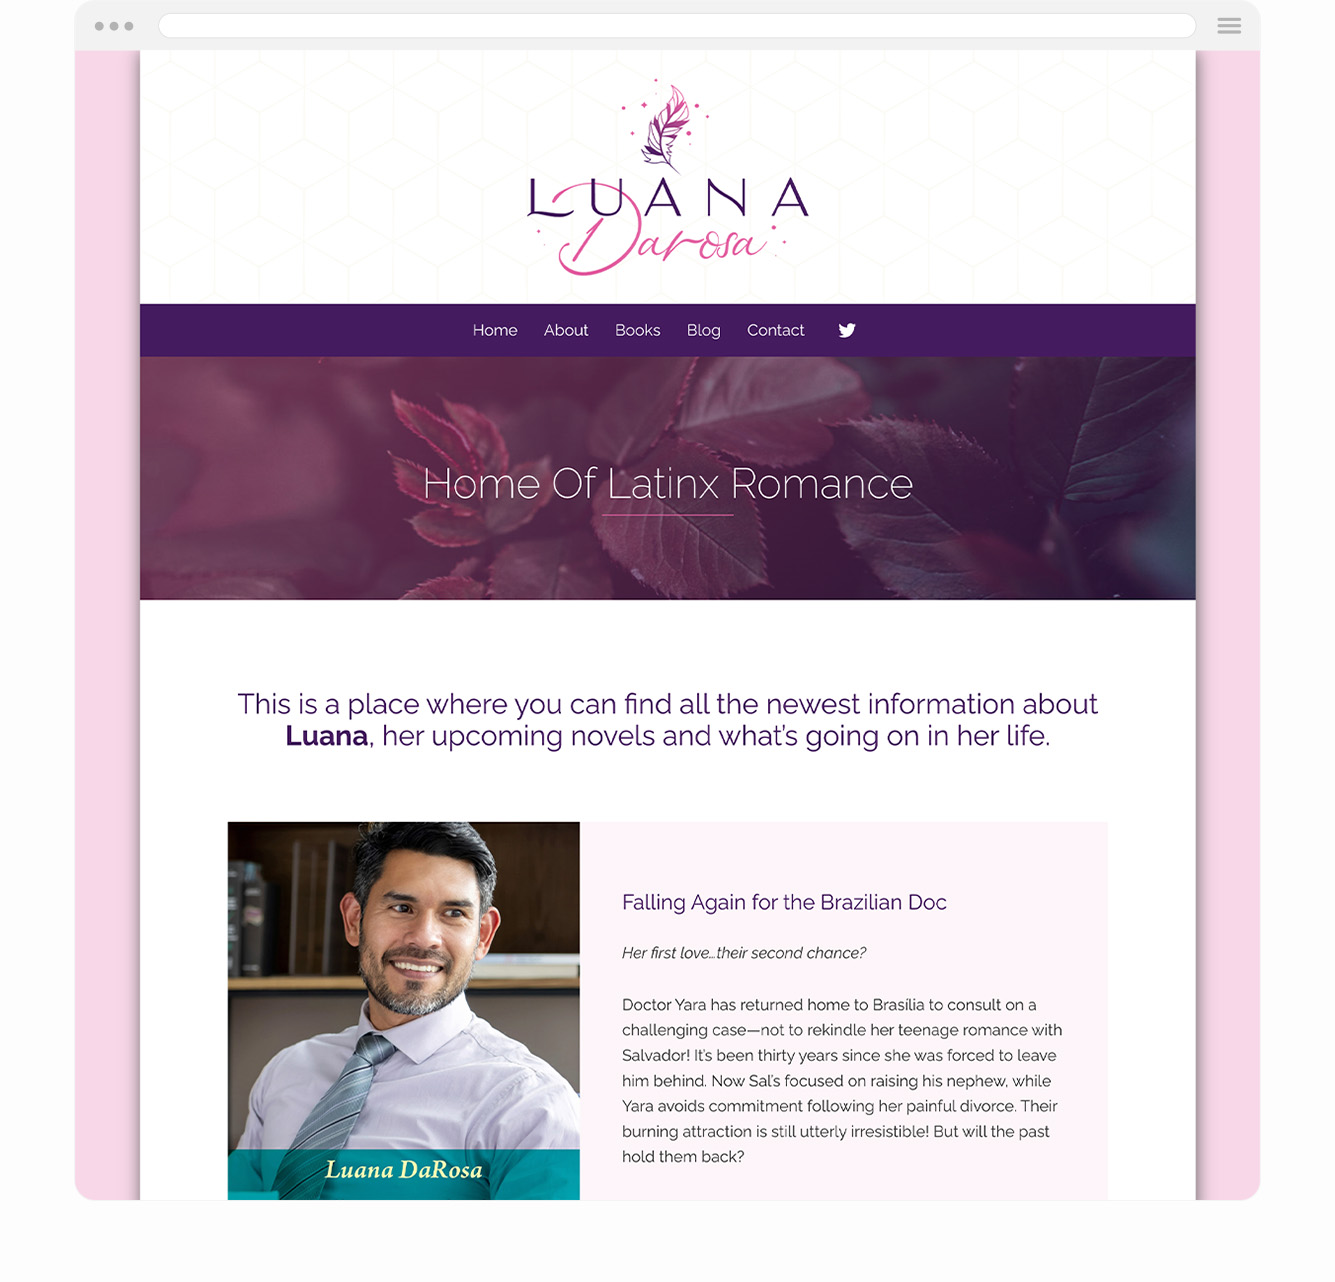 LUANA
Darosa
Home About Books Blog Contact
Home Of Latinx Romance
This is a place where you can find all the newest information about
Luana, her upcoming novels and what's going on in her life.
Luana DaRosa
Falling Again for the Brazilian Doc
Her first love...their second chance?
Doctor Yara has returned home to Brasília to consult on a
challenging case—not to rekindle her teenage romance with
Salvador! It's been thirty years since she was forced to leave
him behind. Now Sal's focused on raising his nephew, while
Yara avoids commitment following her painful divorce. Their
burning attraction is still utterly irresistible! But will the past
hold them back?